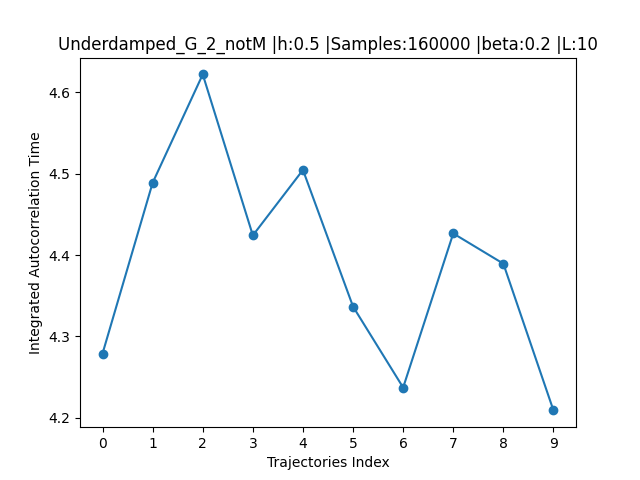 Underdamped_G_2_notM |h:0.5 |Samples:160000 |beta:0.2 |L:10
Integrated Autocorrelation Time
4.6
4.5
4.4
4.3
4.2
0 1 2 3 4 5 6 7 8 9
Trajectories Index